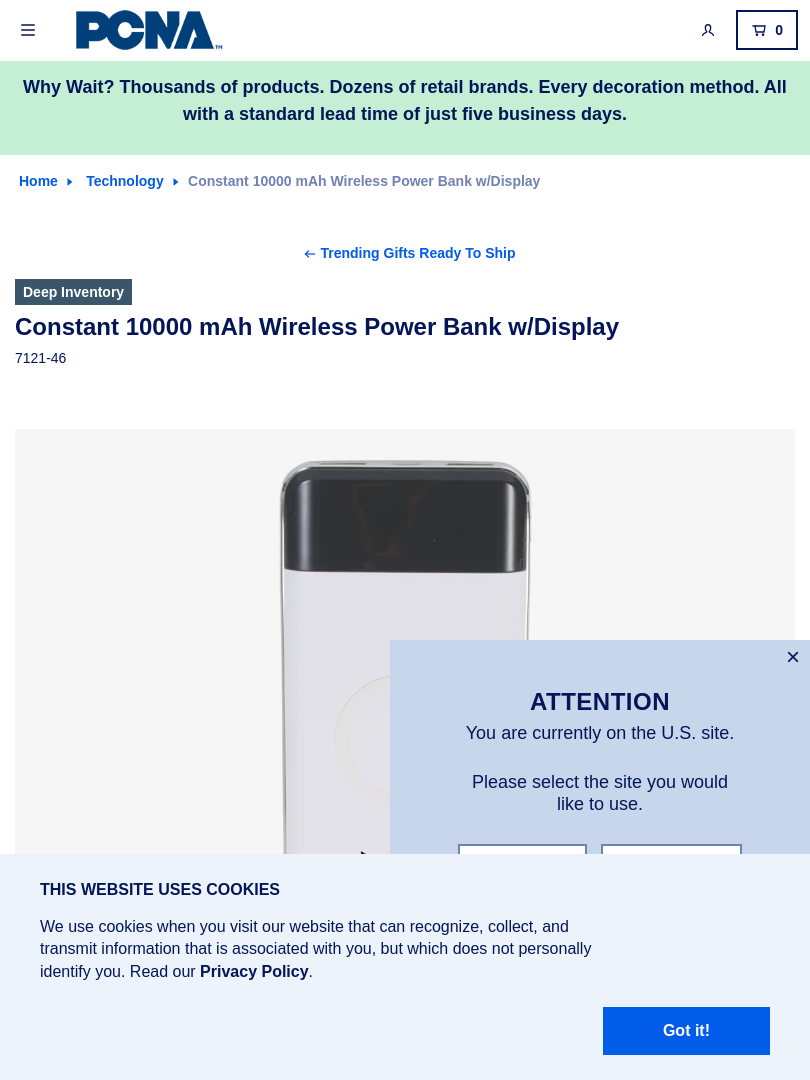 PCNA™
0
Why Wait? Thousands of products. Dozens of retail brands. Every decoration method. All
with a standard lead time of just five business days.
Home Technology Constant 10000 mAh Wireless Power Bank w/Display
Trending Gifts Ready To Ship
Deep Inventory
Constant 10000 mAh Wireless Power Bank w/Display
7121-46
ATTENTION
You are currently on the U.S. site.
Please select the site you would
like to use.
THIS WEBSITE USES COOKIES
We use cookies when you visit our website that can recognize, collect, and
transmit information that is associated with you, but which does not personally
identify you. Read our Privacy Policy.
Got it!